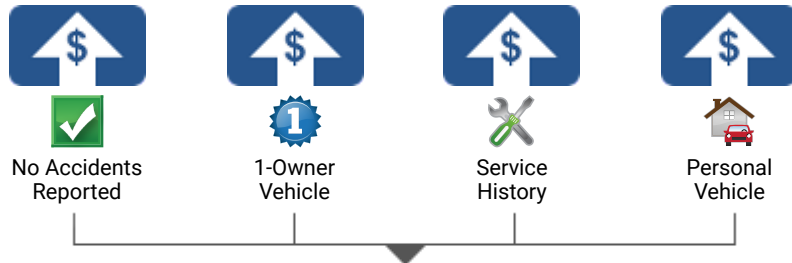 $ $ $ $
1
No Accidents
Reported
1-Owner
Vehicle
Service
History
Personal
Vehicle